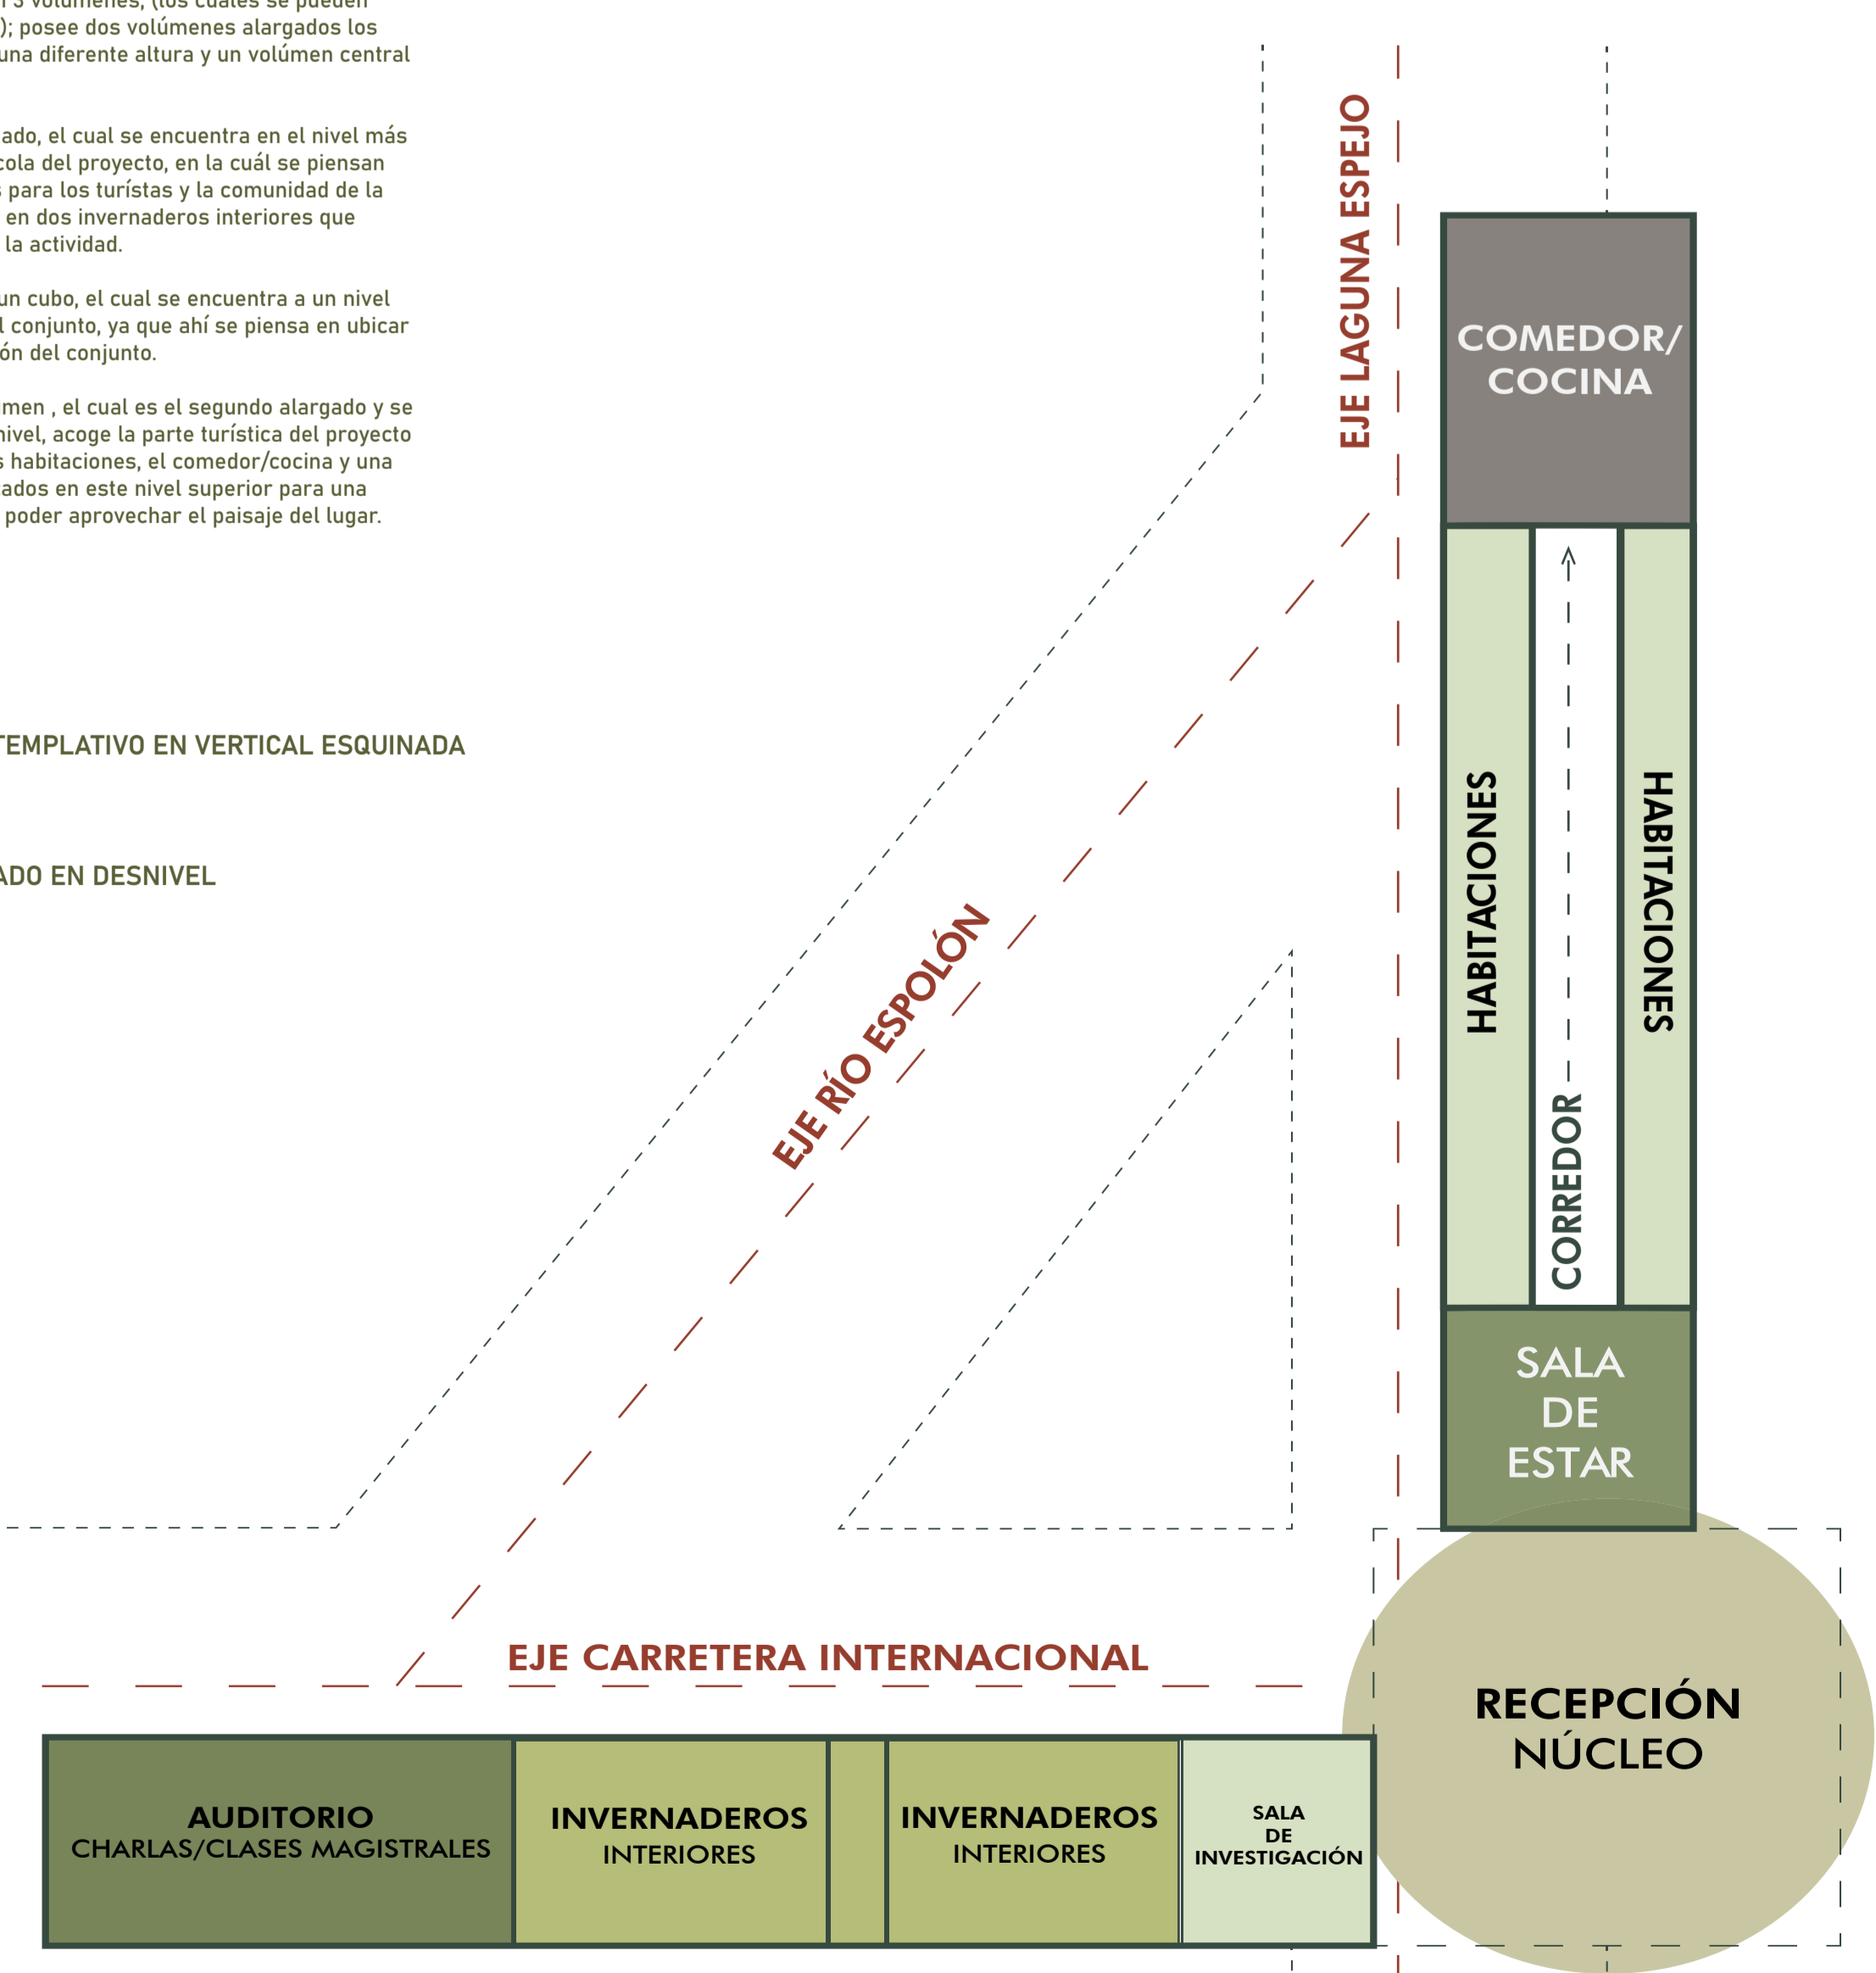 3 volúmenes, (los cuales se pueden
); posee dos volúmenes alargados los
una diferente altura y un volúmen central
ado, el cual se encuentra en el nivel más
cola del proyecto, en la cuál se piensan
s para los turístas y la comunidad de la
en dos invernaderos interiores que
la actividad.
un cubo, el cual se encuentra a un nivel
l conjunto, ya que ahí se piensa en ubicar
ón del conjunto.
umen , el cual es el segundo alargado y se
nivel, acoge la parte turística del proyecto
s habitaciones, el comedor/cocina y una
cados en este nivel superior para una
poder aprovechar el paisaje del lugar.
TEMPLATIVO EN VERTICAL ESQUINADA
ADO EN DESNIVEL
EJE LAGUNA ESPEJO
COMEDOR/
COCINA
HABITACIONES
HABITACIONES
CORREDOR
EJE RÍO ESPOLÓN
SALA
DE
ESTAR
EJE CARRETERA INTERNACIONAL
RECEPCIÓN
NÚCLEO
AUDITORIO
CHARLAS/CLASES MAGISTRALES
INVERNADEROS
INTERIORES
INVERNADEROS
INTERIORES
SALA
DE
INVESTIGACIÓN